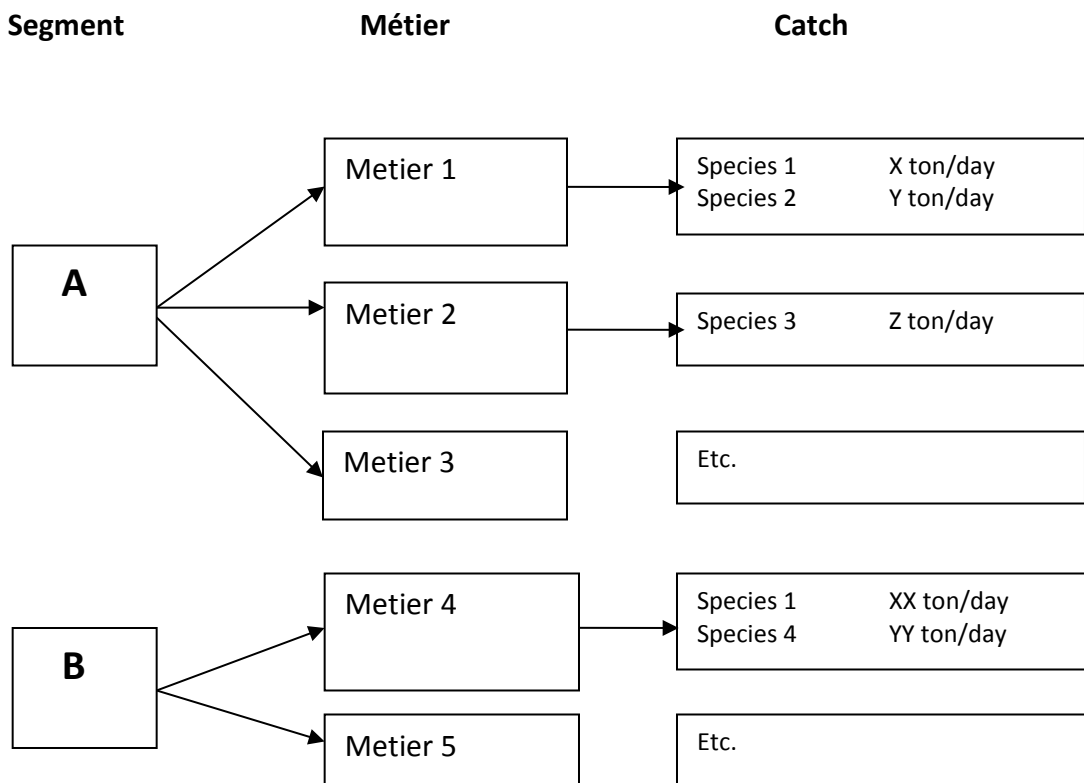 Segment Métier Catch
Metier 1
Species 1 X ton/day
Species 2 Y ton/day
A
Metier 2
Species 3 Z ton/day
Metier 3
Etc.
Metier 4
Species 1 XX ton/day
Species 4 YY ton/day
B
Metier 5
Etc.